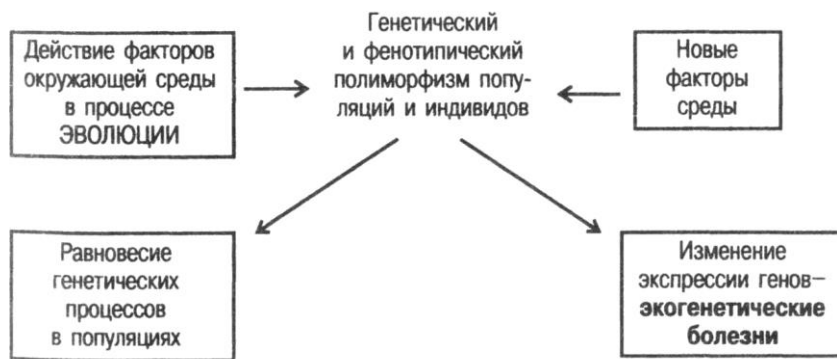 Действие факторов
окружающей среды
в процессе
ЭВОЛЮЦИИ
Генетический
и фенотипический
полиморфизм попу-
ляций и индивидов
Новые
факторы
среды
Равновесие
генетических
процессов
в популяциях
Изменение
экспрессии генов–
экогенетические
болезни